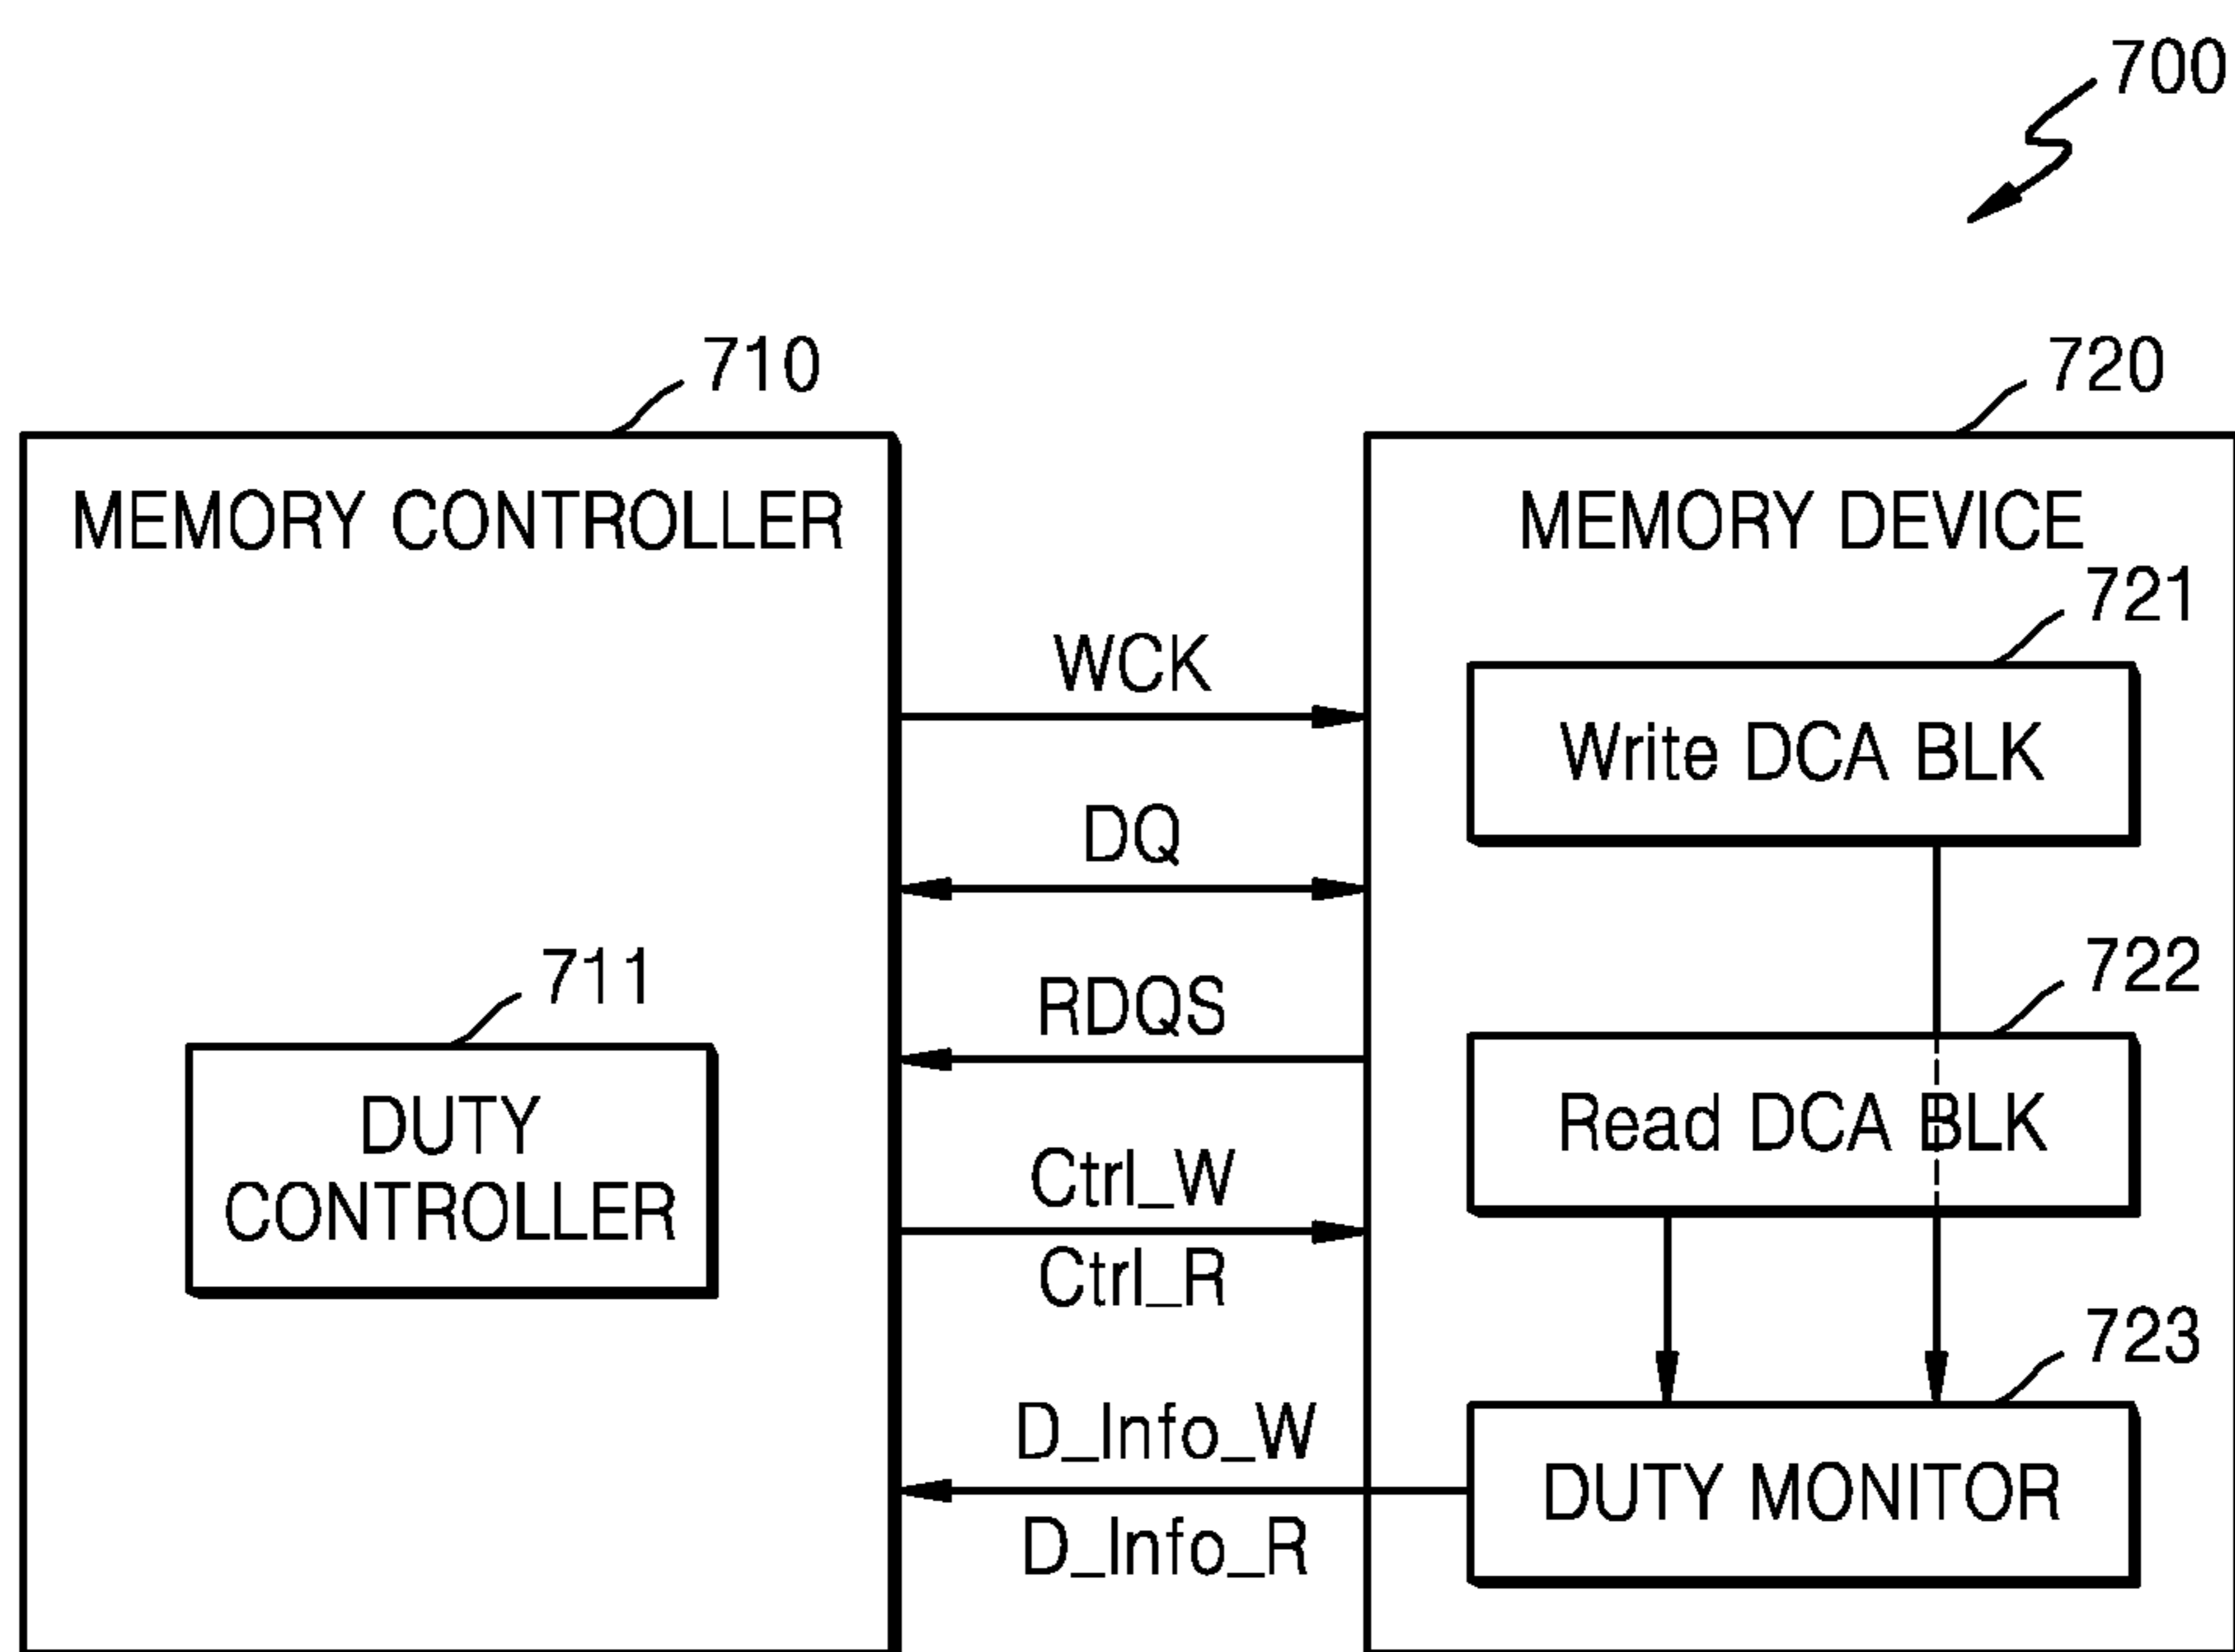 700
710
720
MEMORY CONTROLLER
MEMORY DEVICE
721
WCK
Write DCA BLK
DQ
711
722
RDQS
DUTY
CONTROLLER
Read DCA BLK
Ctrl_W
Ctrl_R
723
D_Info_W
DUTY MONITOR
D_Info_R